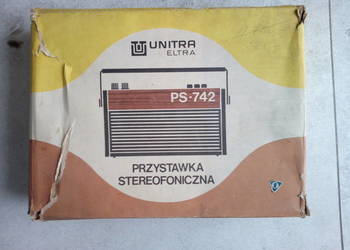 UNITRA
ELTRA
PS-742
PRZYSTAWKA
STEREOFONICZNA